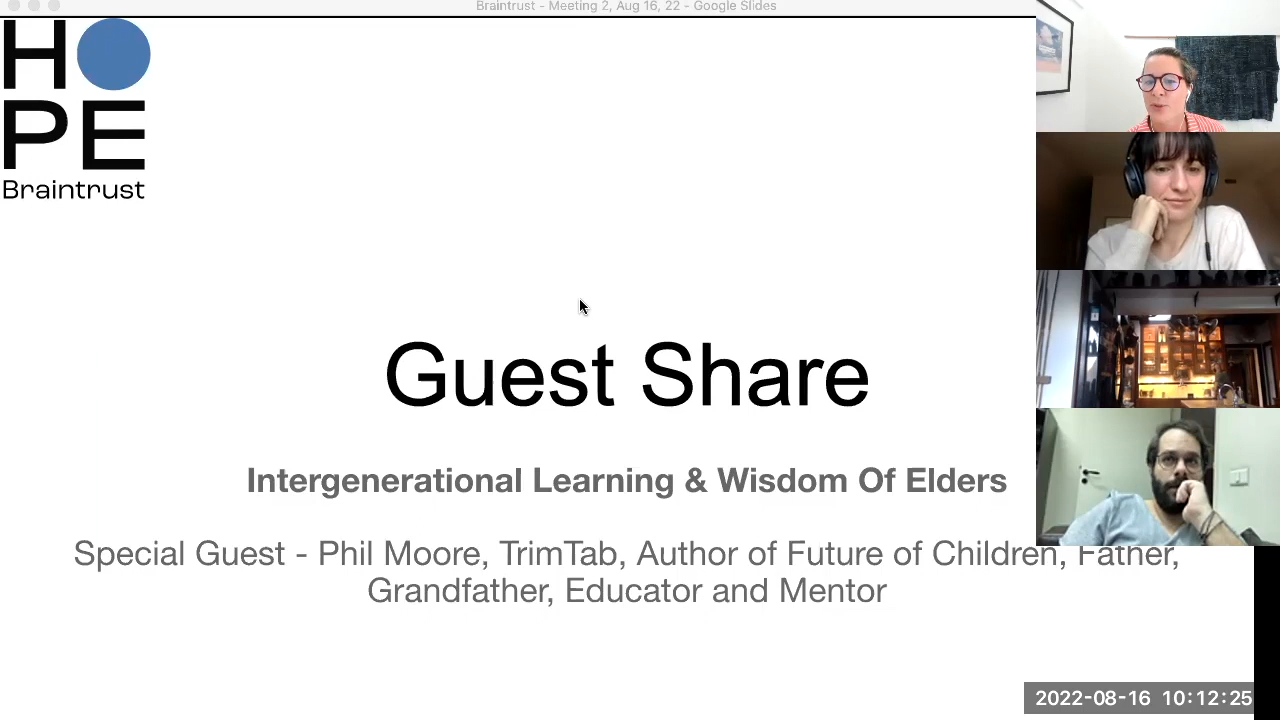 Braintrust - Meeting 2, Aug 16, 22 - Google Slides
HOPE
Braintrust
Guest Share
Intergenerational Learning & Wisdom Of Elders
Special Guest - Phil Moore, TrimTab, Author of Future of Children, Father,
Grandfather, Educator and Mentor
2022-08-16 10:12:25